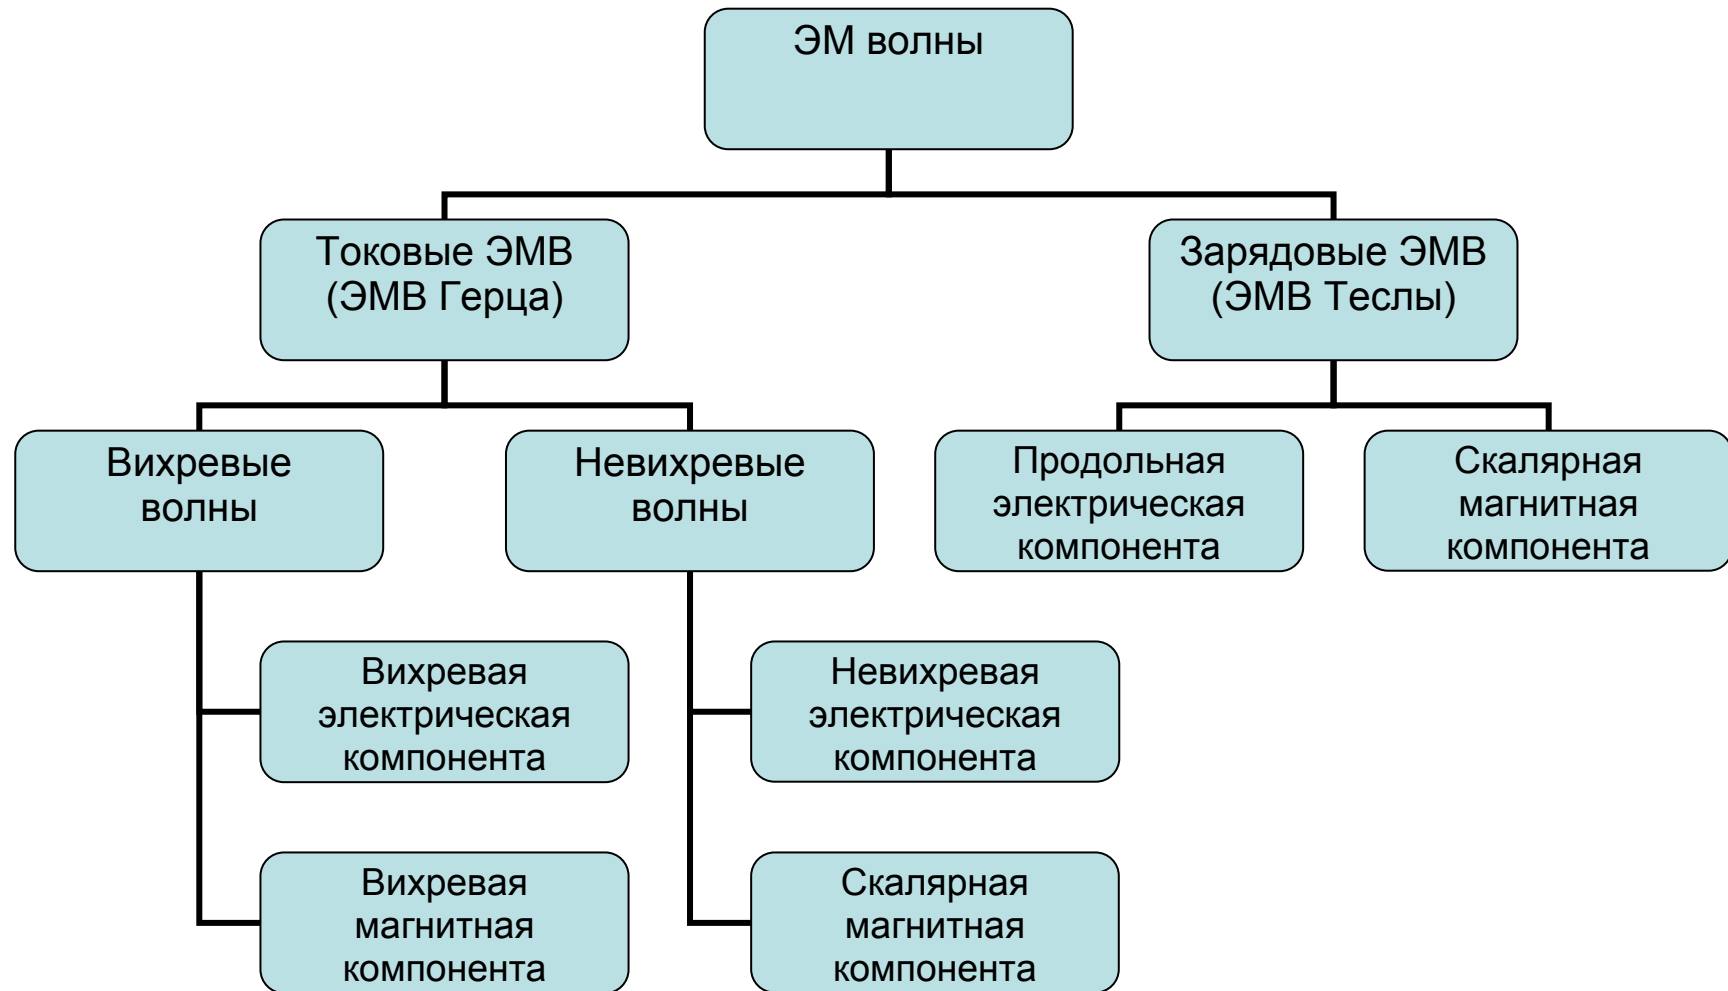 ЭМ волны
Токовые ЭМВ
(ЭМВ Герца)
Зарядовые ЭМВ
(ЭМВ Теслы)
Вихревые
волны
Невихревые
волны
Продольная
электрическая
компонента
Скалярная
магнитная
компонента
Вихревая
электрическая
компонента
Невихревая
электрическая
компонента
Вихревая
магнитная
компонента
Скалярная
магнитная
компонента